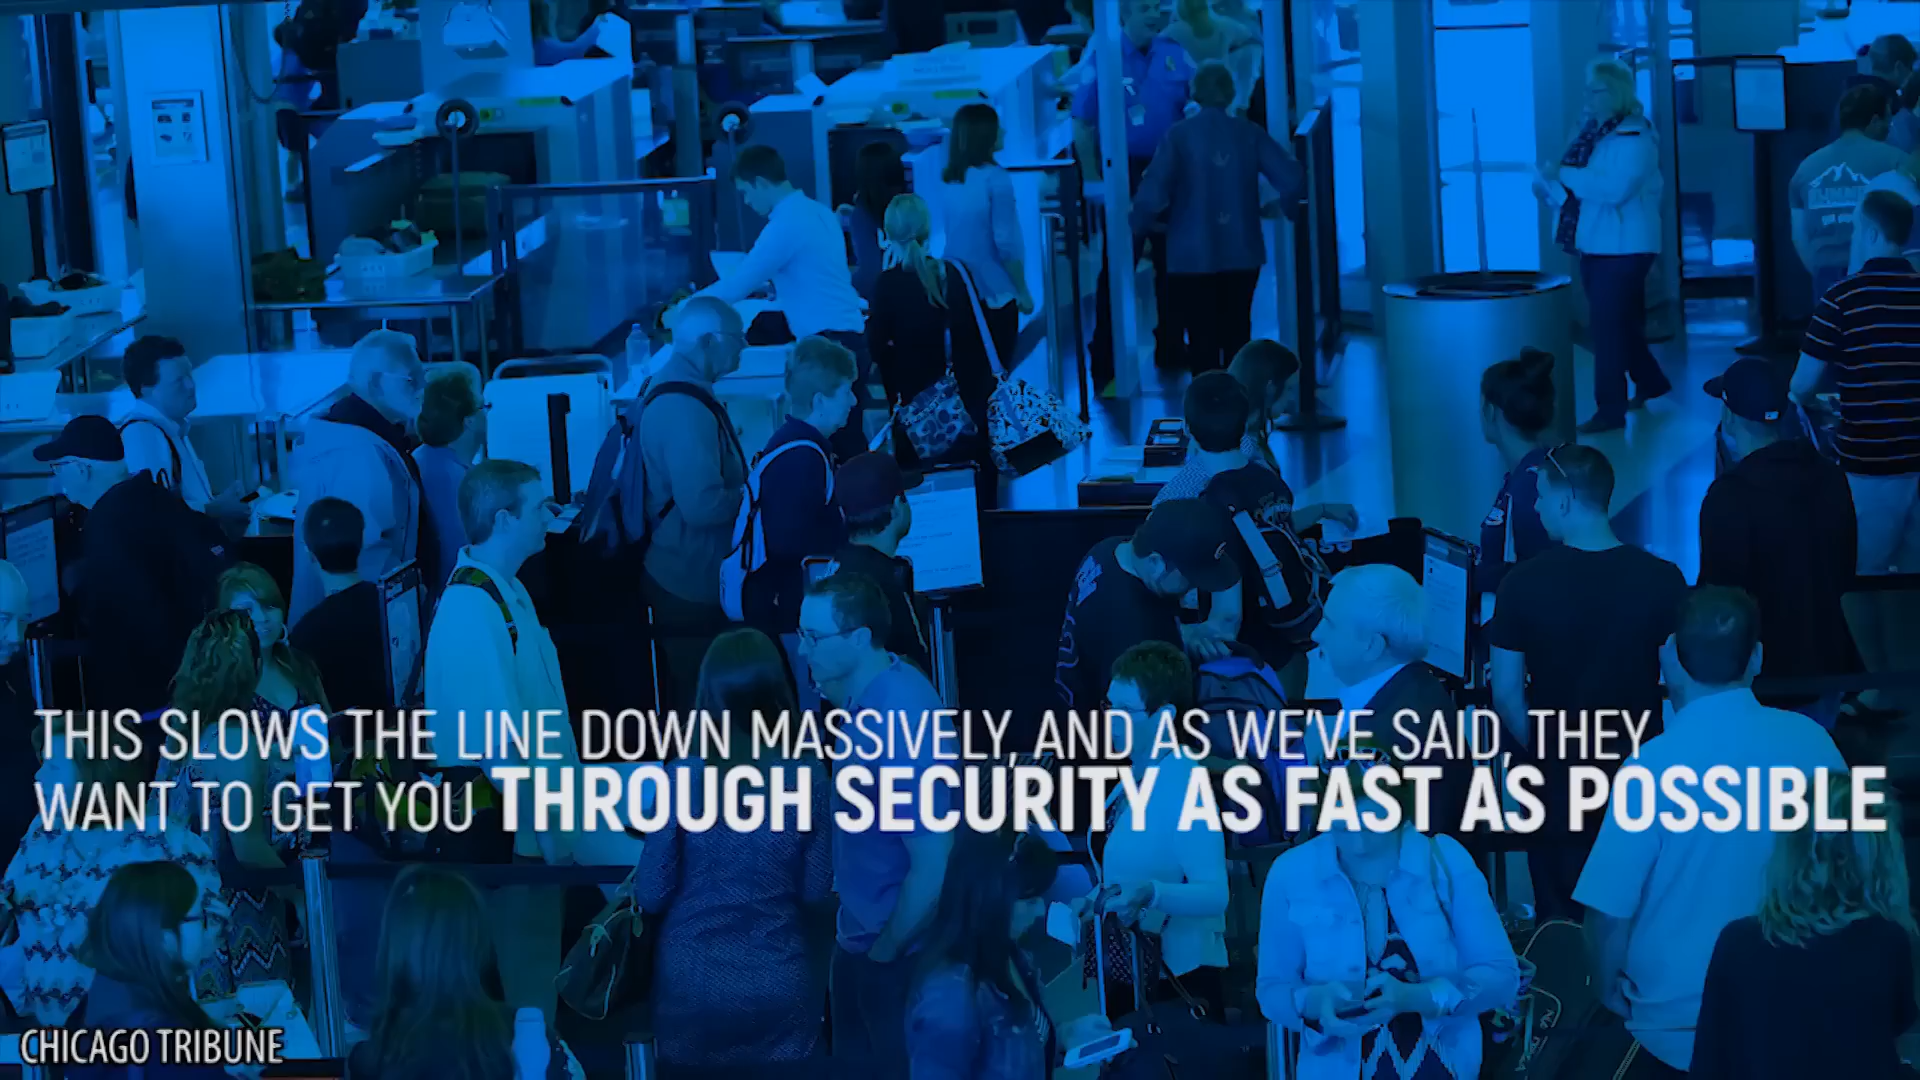 THIS SLOWS THE LINE DOWN MASSIVELY, AND AS WE'VE SAID, THEY
WANT TO GET YOU THROUGH SECURITY AS FAST AS POSSIBLE
CHICAGO TRIBUNE